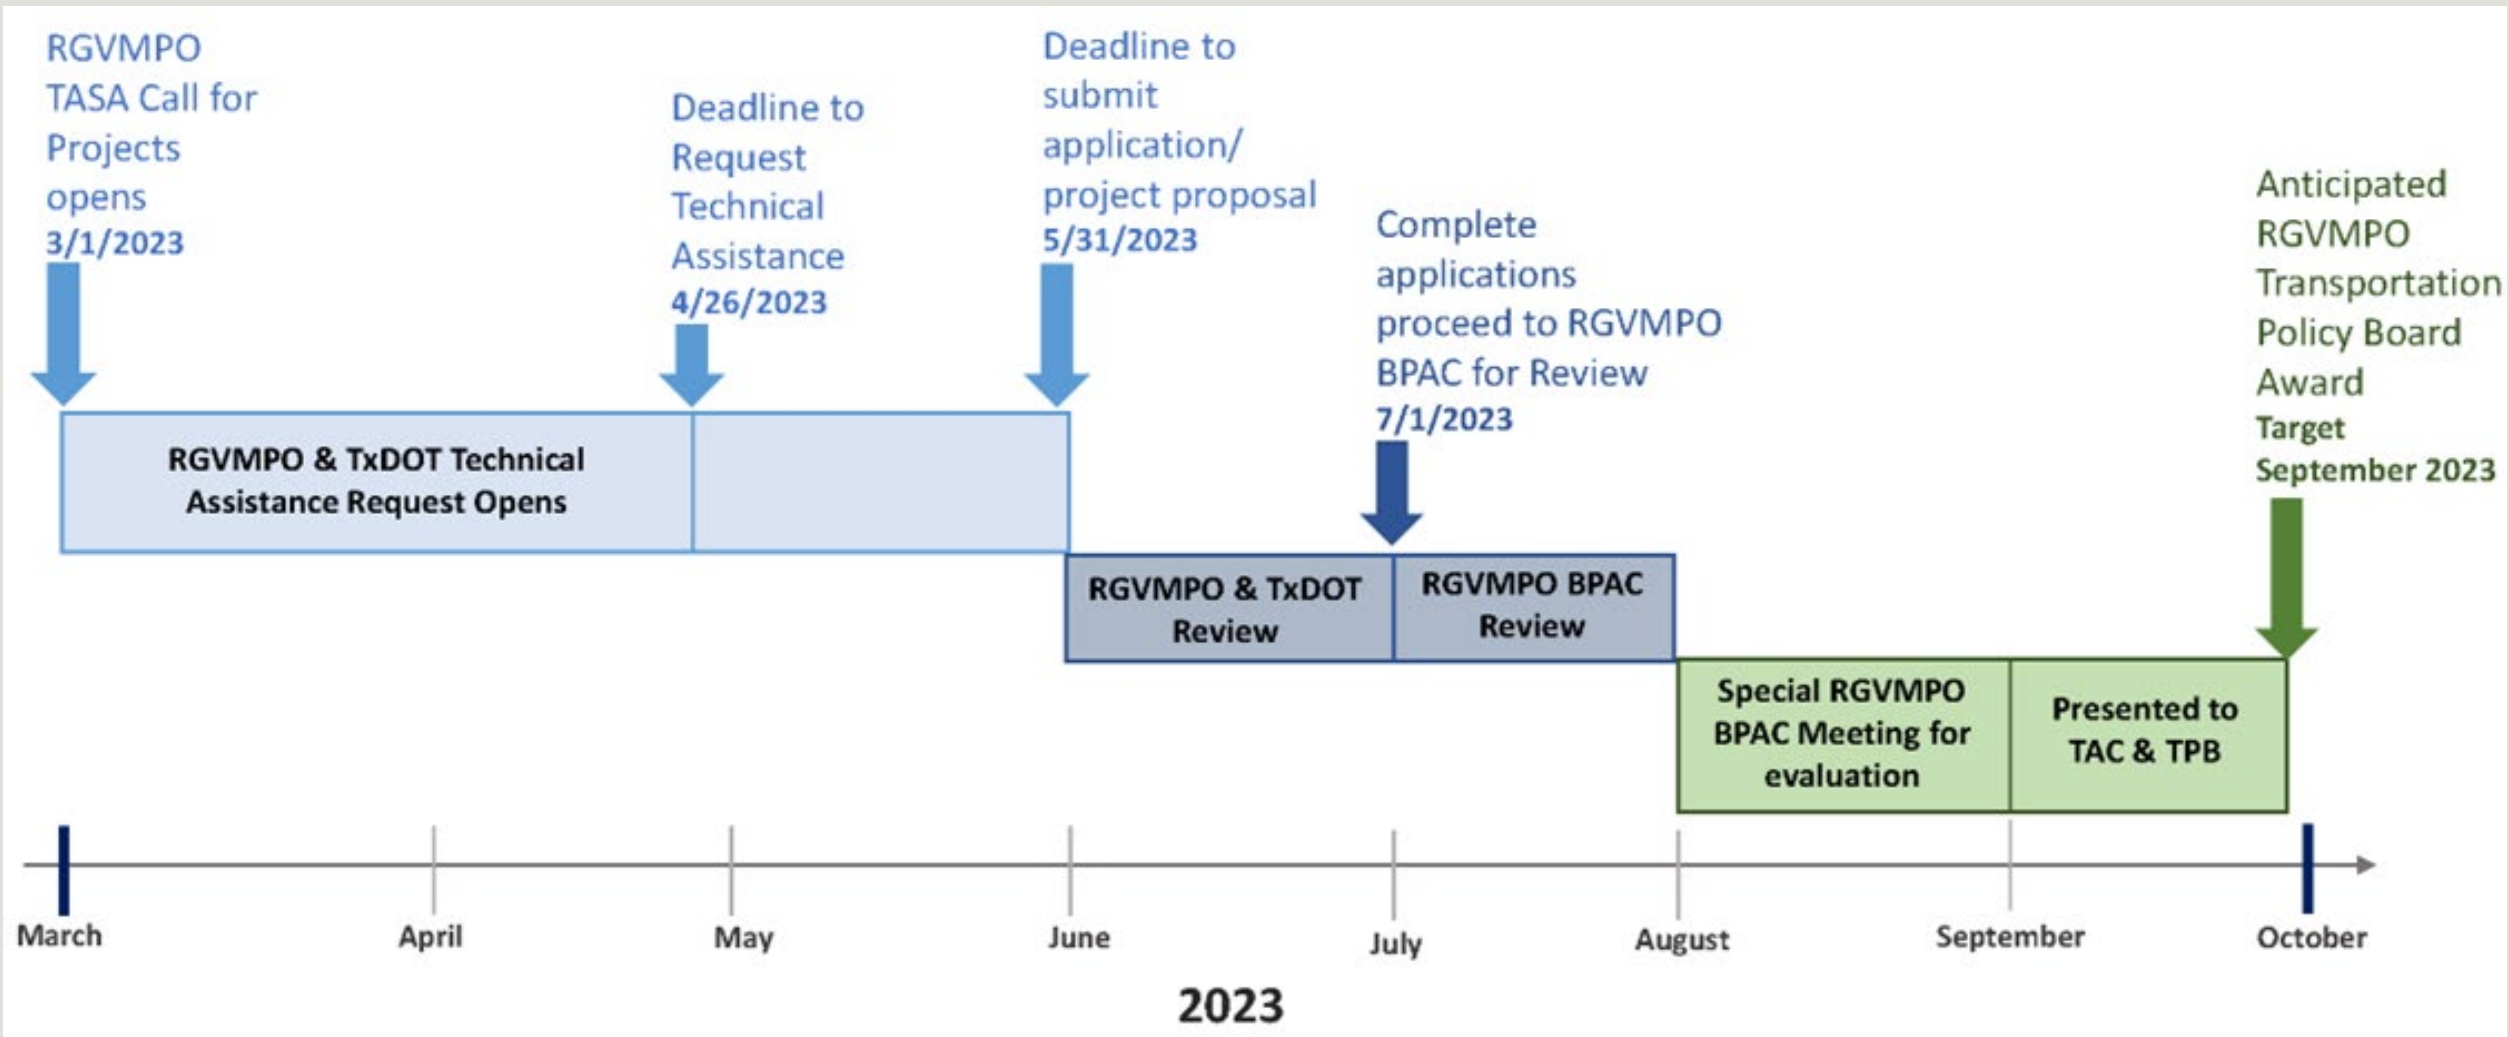 RGVMPO
TASA Call for
Projects
opens
3/1/2023
Deadline to
Request
Technical
Assistance
4/26/2023
Deadline to
submit
application/
project proposal
5/31/2023
Complete
applications
proceed to RGVMPO
BPAC for Review
7/1/2023
Anticipated
RGVMPO
Transportation
Policy Board
Award
Target
September 2023
RGVMPO & TxDOT Technical
Assistance Request Opens
RGVMPO & TxDOT
Review
RGVMPO BPAC
Review
Special RGVMPO
BPAC Meeting for
evaluation
Presented to
TAC & TPB
March
April
May
June
July
August
September
October
2023